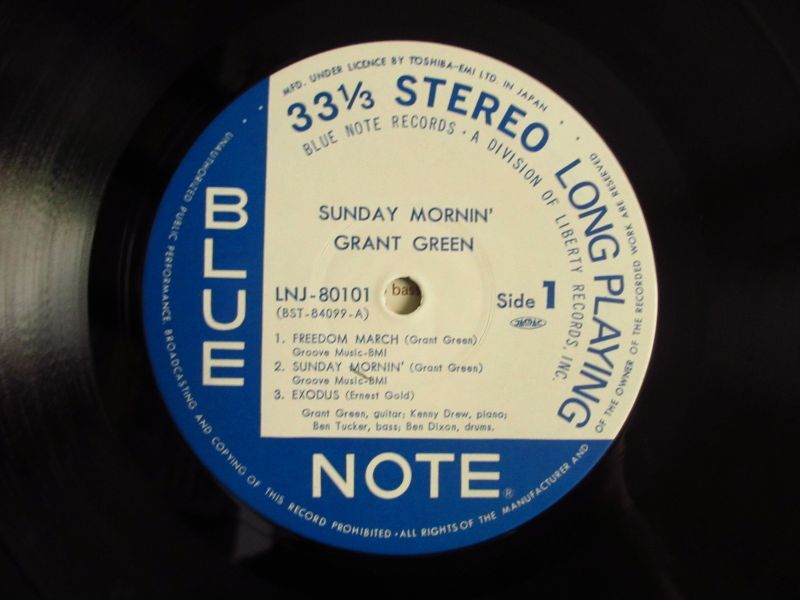 MFD. UNDER LICENCE BY TOSHIBA-EMI LTD. IN JAPAN
33⅓ STEREO LONG PLAYING
BLUE NOTE RECORDS · A DIVISION OF LIBERTY RECORDS, INC.
SUNDAY MORNIN'
GRANT GREEN
LNJ-80101
(BST-84099-A)
bass
Side 1
1. FREEDOM MARCH (Grant Green)
Groove Music-BMI
2. SUNDAY MORNIN' (Grant Green)
Groove Music-BMI
3. EXODUS (Ernest Gold)
Grant Green, guitar; Kenny Drew, piano;
Ben Tucker, bass; Ben Dixon, drums.
BLUE
NOTE®
UNAUTHORIZED PUBLIC PERFORMANCE, BROADCASTING AND COPYING OF THIS RECORD PROHIBITED · ALL RIGHTS OF THE MANUFACTURER AND OF THE OWNER OF THE RECORDED WORK ARE RESERVED